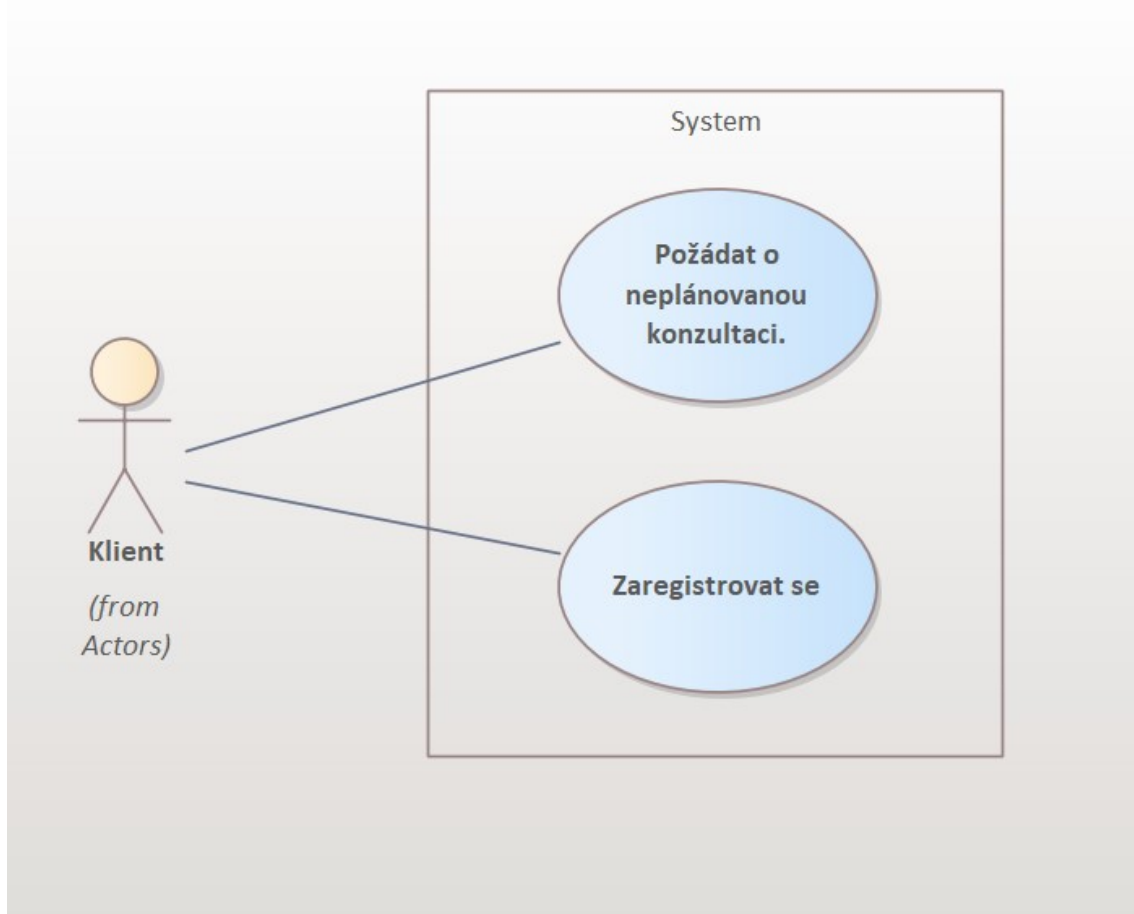 System
Požádat o
neplánovanou
konzultaci.
Zaregistrovat se
Klient
(from
Actors)